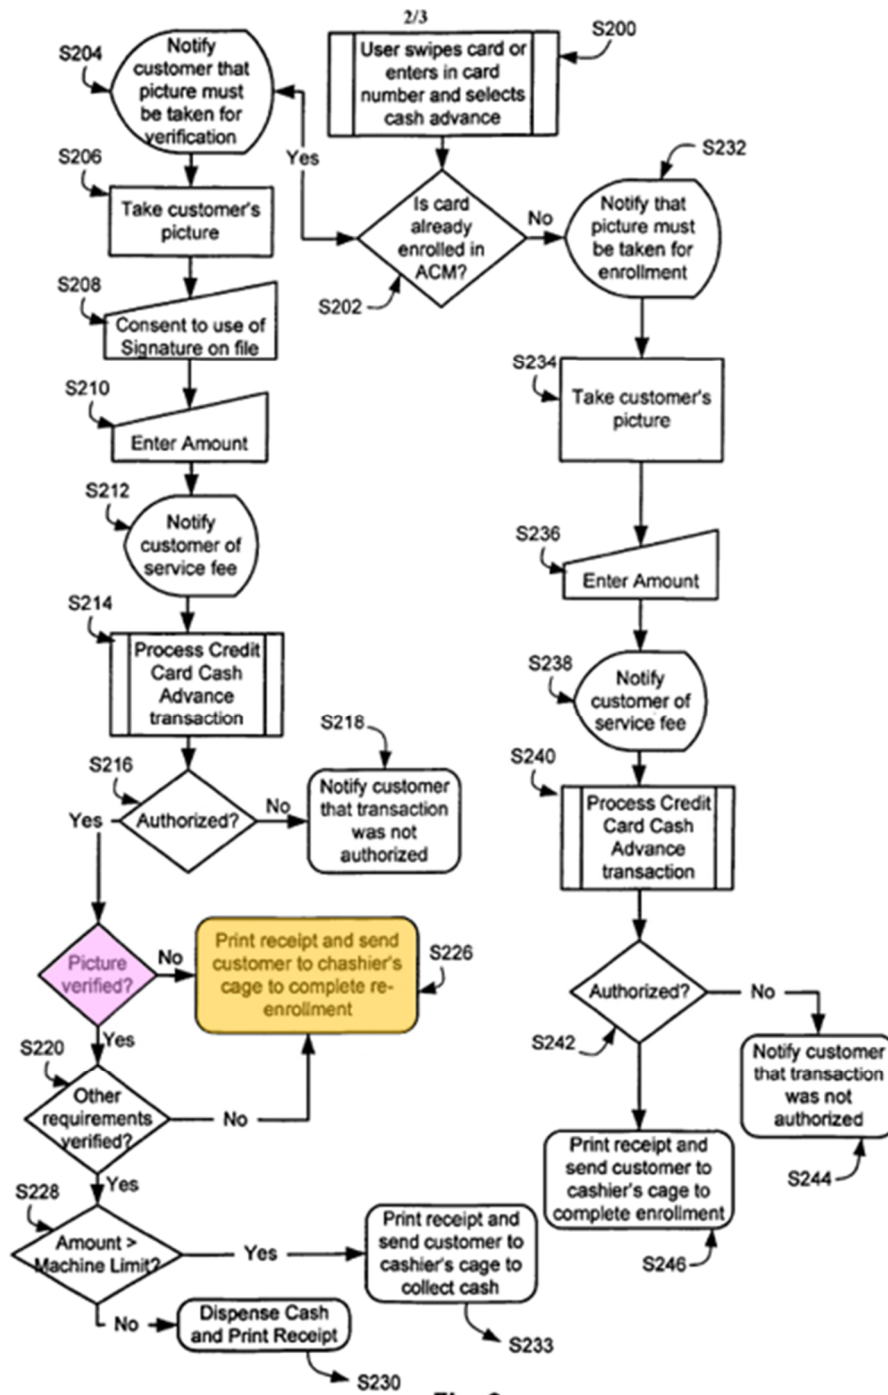 2/3
S200
User swipes card or
enters in card
number and selects
cash advance
S204
Notify
customer that
picture must
be taken for
verification
Yes
Is
card
already
enrolled in
ACM?
S202
No
S232
Notify that
picture must
be taken for
enrollment
S206
Take customer's
picture
S208
Consent to use of
Signature on file
S210
Enter Amount
S212
Notify
customer of
service fee
S214
Process Credit
Card Cash
Advance
transaction
S216
Authorized?
No
S218
Notify customer
that transaction
was not
authorized
Yes
Picture
verified?
No
Print receipt and send
customer to chashier's
cage to complete re-
enrollment
S226
Yes
S220
Other
requirements
verified?
No
Yes
S228
Amount >
Machine Limit?
Yes
Print receipt and
send customer to
cashier's cage to
collect cash
S233
No
Dispense Cash
and Print Receipt
S230
S234
Take customer's
picture
S236
Enter Amount
S238
Notify
customer of
service fee
S240
Process Credit
Card Cash
Advance
transaction
Authorized?
S242
No
Notify customer
that transaction
was not
authorized
S244
Print receipt and
send customer to
cashier's cage to
complete enrollment
S246